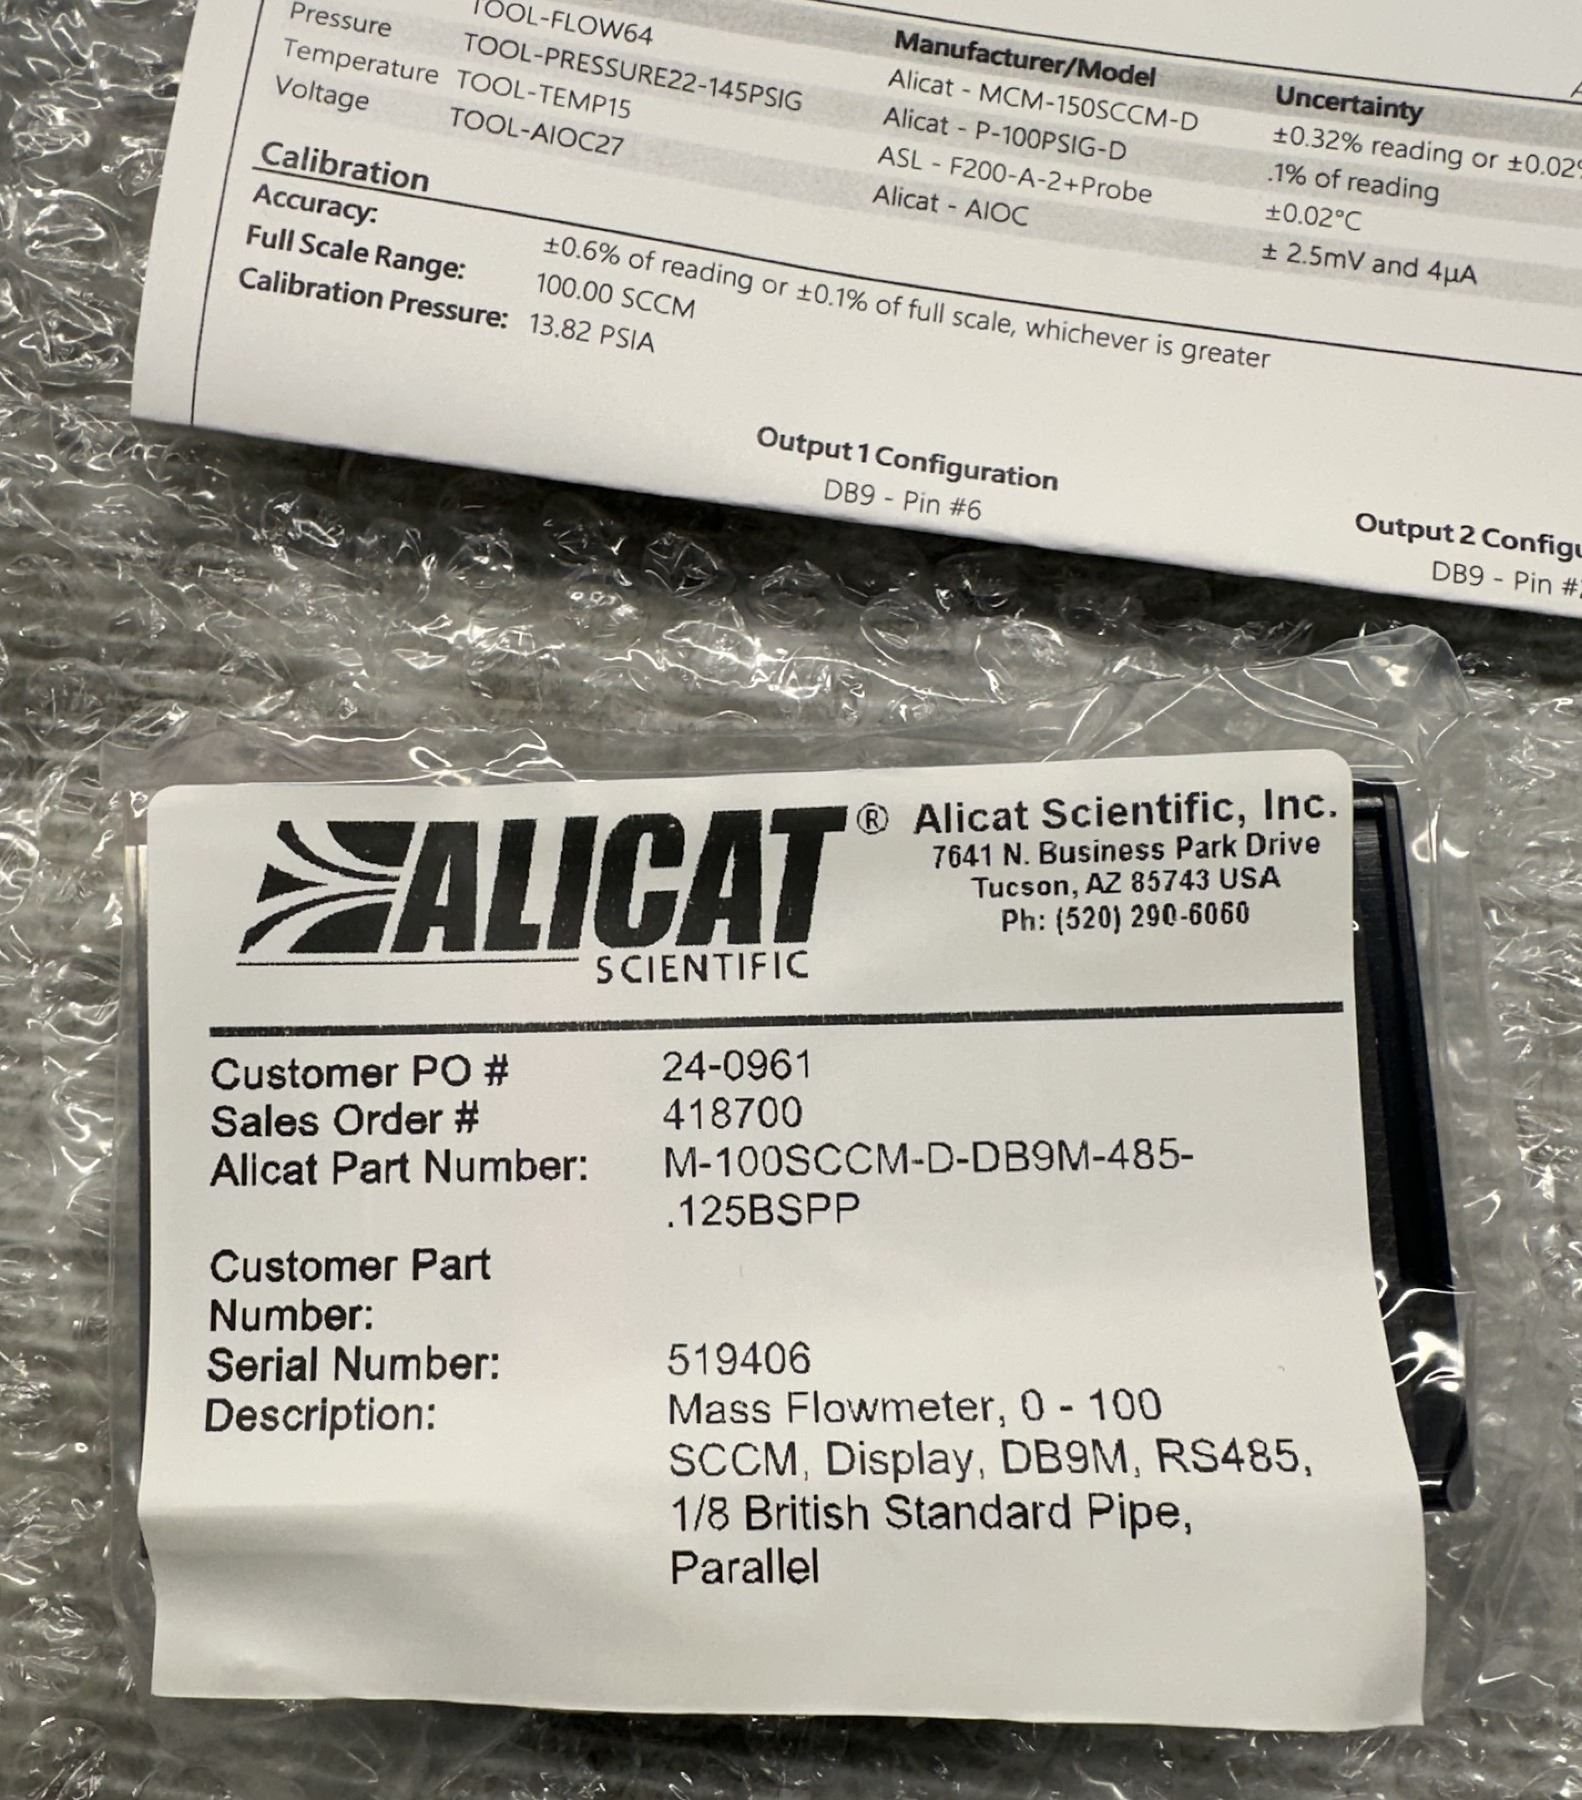 TOOL-FLOW64
Pressure TOOL-PRESSURE22-145PSIG
Temperature TOOL-TEMP15
Voltage TOOL-AIOC27
Manufacturer/Model Uncertainty
Alicat - MCM-150SCCM-D ±0.32% reading or ±0.02%
Alicat - P-100PSIG-D .1% of reading
ASL - F200-A-2+Probe ±0.02°C
Alicat - AIOC ± 2.5mV and 4µA
Calibration
Accuracy: ±0.6% of reading or ±0.1% of full scale, whichever is greater
Full Scale Range: 100.00 SCCM
Calibration Pressure: 13.82 PSIA
Output 1 Configuration
DB9 - Pin #6
Output 2
DB9 - Pin
ALICAT®
SCIENTIFIC
Alicat Scientific, Inc.
7641 N. Business Park Drive
Tucson, AZ 85743 USA
Ph: (520) 290-6060
Customer PO # 24-0961
Sales Order # 418700
Alicat Part Number: M-100SCCM-D-DB9M-485-
.125BSPP
Customer Part
Number:
Serial Number: 519406
Description: Mass Flowmeter, 0 - 100
SCCM, Display, DB9M, RS485,
1/8 British Standard Pipe,
Parallel